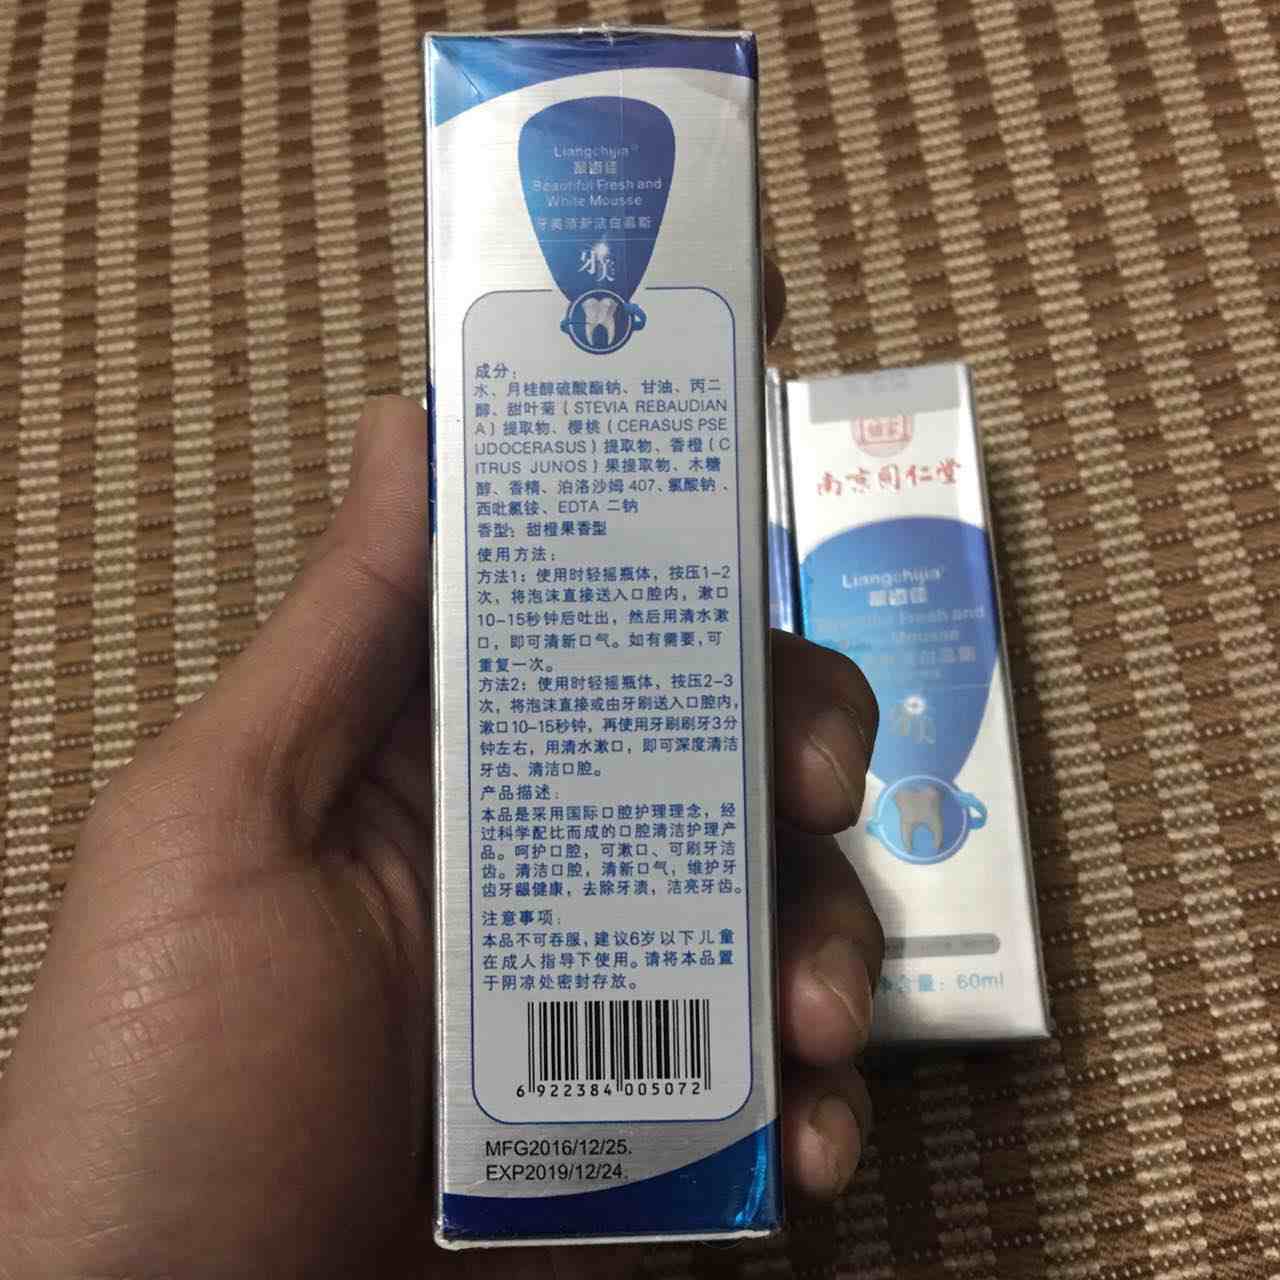 Liangchijia
Beautiful Fresh and
White Mousse
牙美清新洁白慕斯
牙美
成分：
水、月桂醇硫酸酯钠、甘油、丙二
醇、甜叶菊(STEVIA REBAUDIAN
A)提取物、樱桃(CERASUS PSE
UDOCERASUS)提取物、香橙(C
ITRUS JUNOS)果提取物、木糖
醇、香精、泊洛沙姆 407、氯酸钠、
西吡氯铵、EDTA 二钠
香型：甜橙果香型
使用方法：
方法1：使用时轻摇瓶体，按压1-2
次，将泡沫直接送入口腔内，漱口
10-15秒钟后吐出，然后用清水漱
口，即可清新口气。如有需要，可
重复一次。
方法2：使用时轻摇瓶体，按压2-3
次，将泡沫直接或由牙刷送入口腔内，
漱口10-15秒钟，再使用牙刷刷牙3分
钟左右，用清水漱口，即可深度清洁
牙齿、清洁口腔。
产品描述：
本品是采用国际口腔护理理念，经
过科学配比而成的口腔清洁护理产
品。呵护口腔，可漱口、可刷牙洁
齿。清洁口腔，清新口气，维护牙
齿牙龈健康，去除牙渍，洁亮牙齿。
注意事项：
本品不可吞服，建议6岁以下儿童
在成人指导下使用。请将本品置
于阴凉处密封存放。
6 922384 005072
MFG2016/12/25.
EXP2019/12/24.
南京同仁堂
Liangchijia
Fresh and
Mousse
牙美
含量：60ml